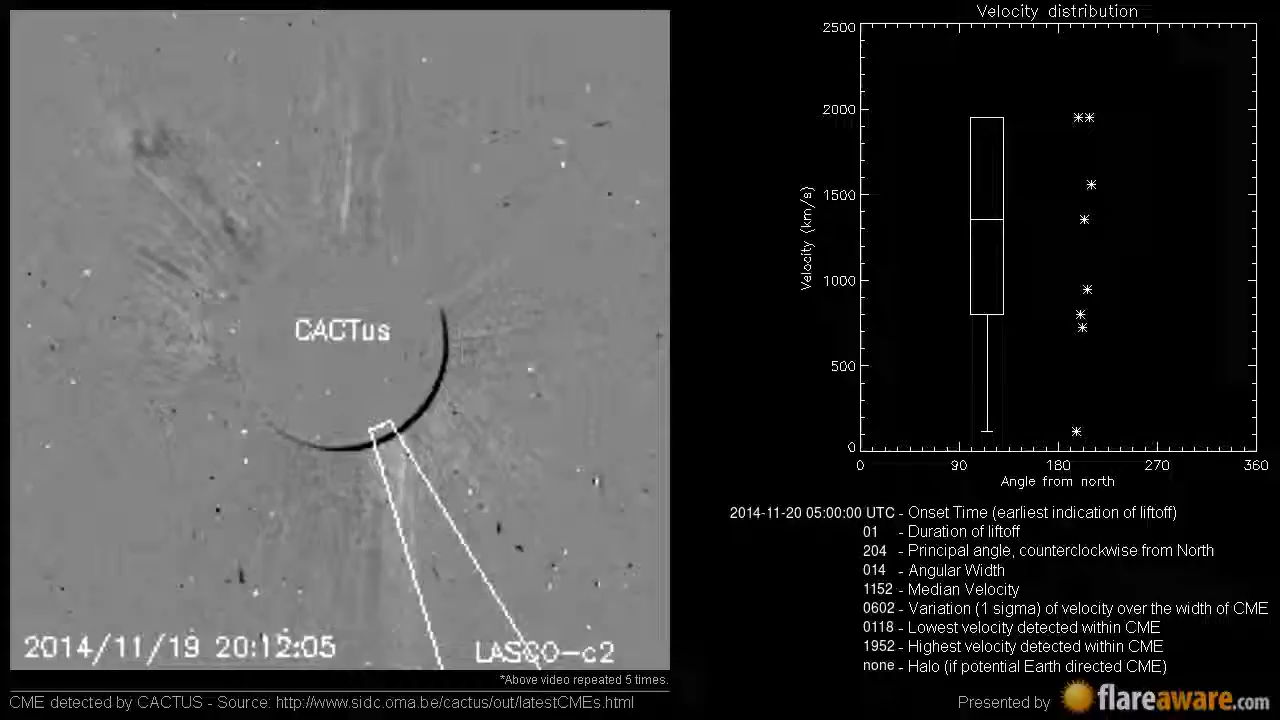 CACTus
2014/11/19 20:12:05
LASCO-c2
*Above video repeated 5 times.
CME detected by CACTUS - Source: http://www.sidc.oma.be/cactus/out/latestCMEs.html
Velocity distribution
2500
2000
1500
1000
500
0
Velocity (km/s)
0 90 180 270 360
Angle from north
2014-11-20 05:00:00 UTC - Onset Time (earliest indication of liftoff)
01 - Duration of liftoff
204 - Principal angle, counterclockwise from North
014 - Angular Width
1152 - Median Velocity
0602 - Variation (1 sigma) of velocity over the width of CME
0118 - Lowest velocity detected within CME
1952 - Highest velocity detected within CME
none - Halo (if potential Earth directed CME)
Presented by flareaware.com